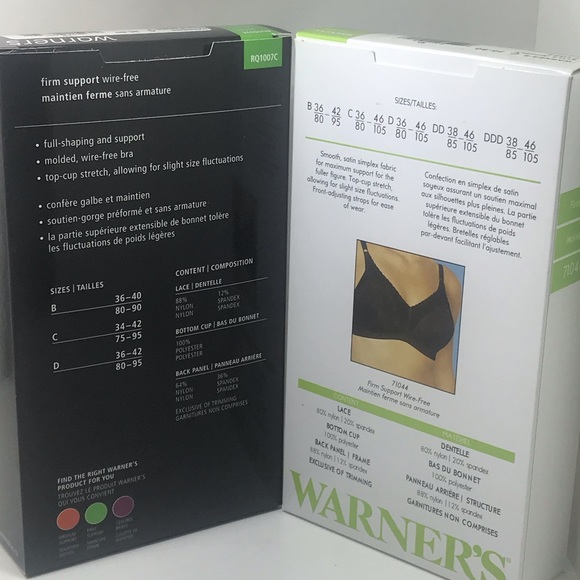 Warners
RQ1007C
firm support wire-free
maintien ferme sans armature
• full-shaping and support
• molded, wire-free bra
• top-cup stretch, allowing for slight size fluctuations
• confère galbe et maintien
• soutien-gorge préformé et sans armature
• la partie supérieure extensible de bonnet tolère
les fluctuations de poids légères
SIZES | TAILLES
B 36–40
80–90
C 34–42
75–95
D 36–42
80–95
CONTENT | COMPOSITION
LACE | DENTELLE
88% 12%
NYLON SPANDEX
NYLON SPANDEX
BOTTOM CUP | BAS DU BONNET
100%
POLYESTER
POLYESTER
BACK PANEL | PANNEAU ARRIÈRE
64% 36%
NYLON SPANDEX
NYLON SPANDEX
EXCLUSIVE OF TRIMMING
GARNITURES NON COMPRISES
FIND THE RIGHT WARNER'S
PRODUCT FOR YOU
TROUVEZ LE PRODUIT WARNER'S
QUI VOUS CONVIENT
SIZES/TAILLES:
B 36/80 – 42/95 C 36/80 – 46/105 D 36/80 – 46/105 DD 38/85 – 46/105 DDD 38/85 – 46/105
Smooth, satin simplex fabric
for maximum support for the
fuller figure. Top-cup stretch,
allowing for slight size fluctuations.
Front-adjusting straps for ease
of wear.
Confection en simplex de satin
soyeux assurant un soutien maximal
aux silhouettes plus pleines. La partie
supérieure extensible du bonnet
tolère les fluctuations de poids
légères. Bretelles réglables
par-devant facilitant l'ajustement.
71044
Firm Support Wire-Free
Maintien ferme sans armature
CONTENT
LACE
80% nylon | 20% spandex
BOTTOM CUP
100% polyester
BACK PANEL | FRAME
88% nylon | 12% spandex
EXCLUSIVE OF TRIMMING
MATÉRIEL
DENTELLE
80% nylon | 20% spandex
BAS DU BONNET
100% polyester
PANNEAU ARRIÈRE | STRUCTURE
88% nylon | 12% spandex
GARNITURES NON COMPRISES
WARNER'S
7104